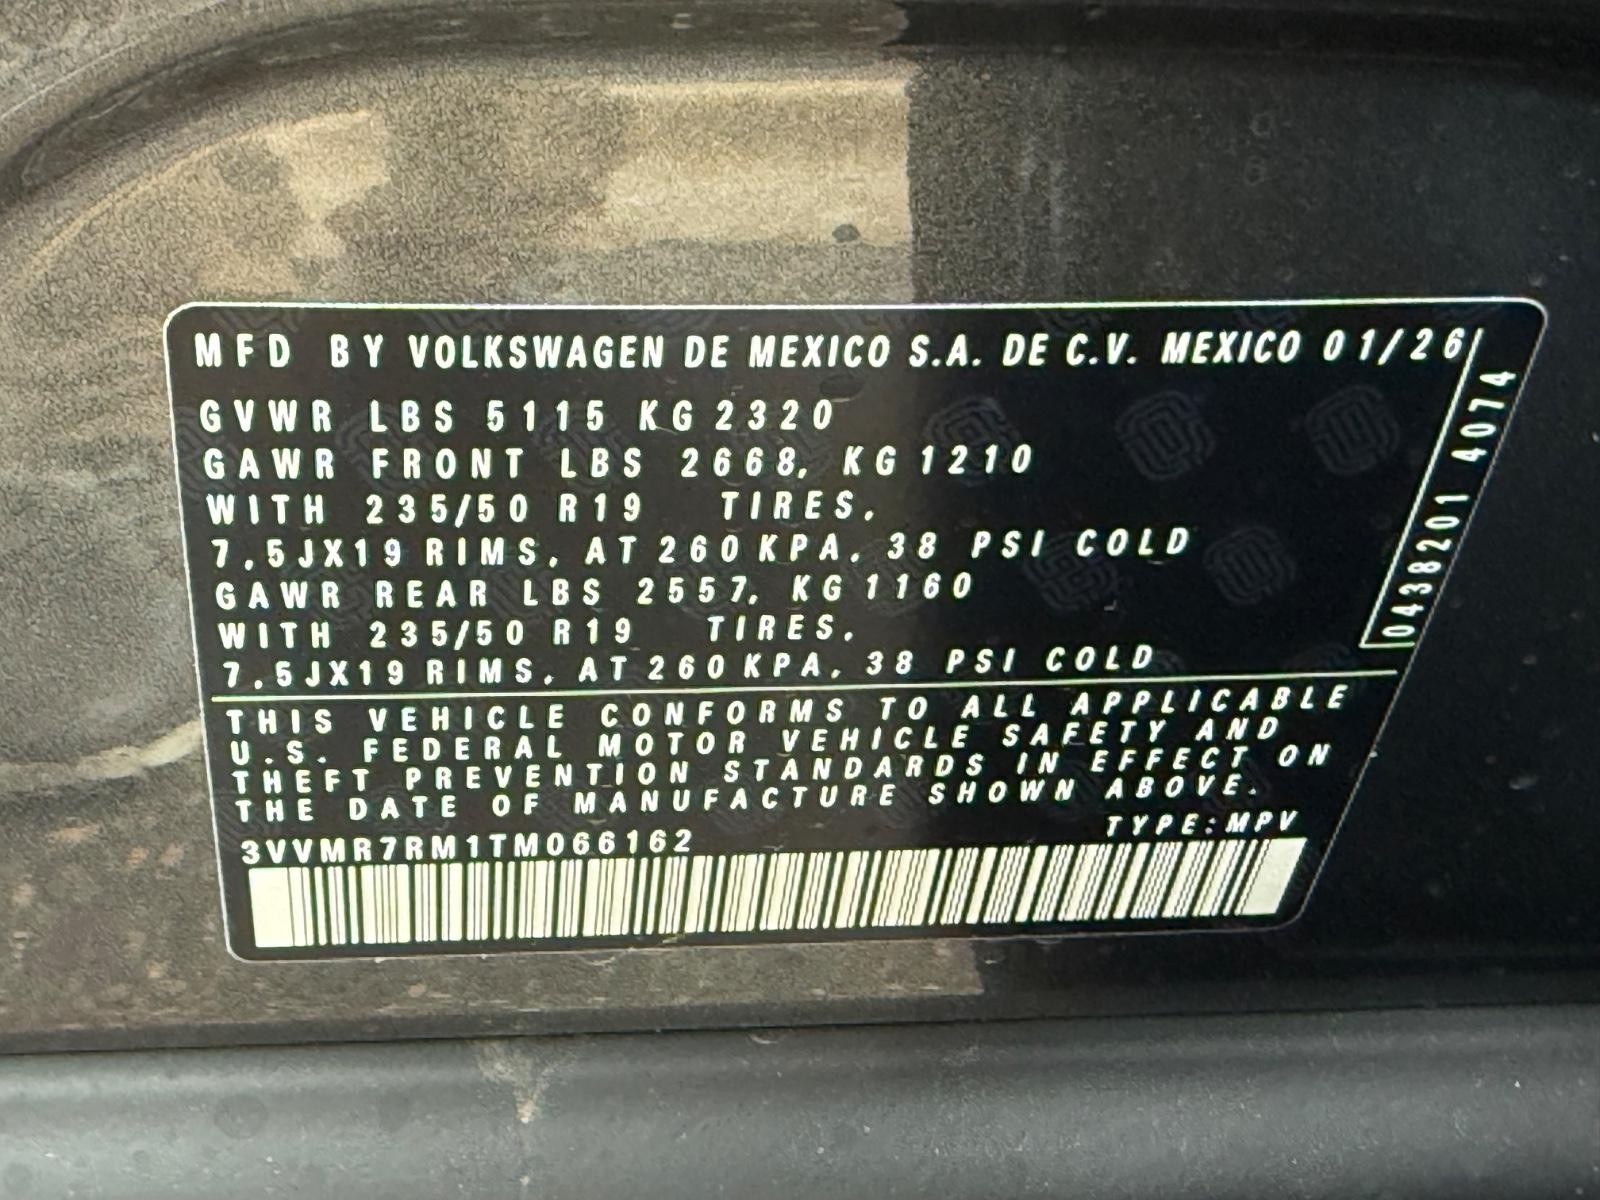 MFD BY VOLKSWAGEN DE MEXICO S.A. DE C.V. MEXICO 01/26
GVWR LBS 5115 KG 2320
GAWR FRONT LBS 2668, KG 1210
WITH 235/50 R19 TIRES,
7,5JX19 RIMS, AT 260 KPA, 38 PSI COLD
GAWR REAR LBS 2557, KG 1160
WITH 235/50 R19 TIRES,
7,5JX19 RIMS, AT 260 KPA, 38 PSI COLD
0438201 4074
THIS VEHICLE CONFORMS TO ALL APPLICABLE
U.S. FEDERAL MOTOR VEHICLE SAFETY AND
THEFT PREVENTION STANDARDS IN EFFECT ON
THE DATE OF MANUFACTURE SHOWN ABOVE.
TYPE:MPV
3VVMR7RM1TM066162